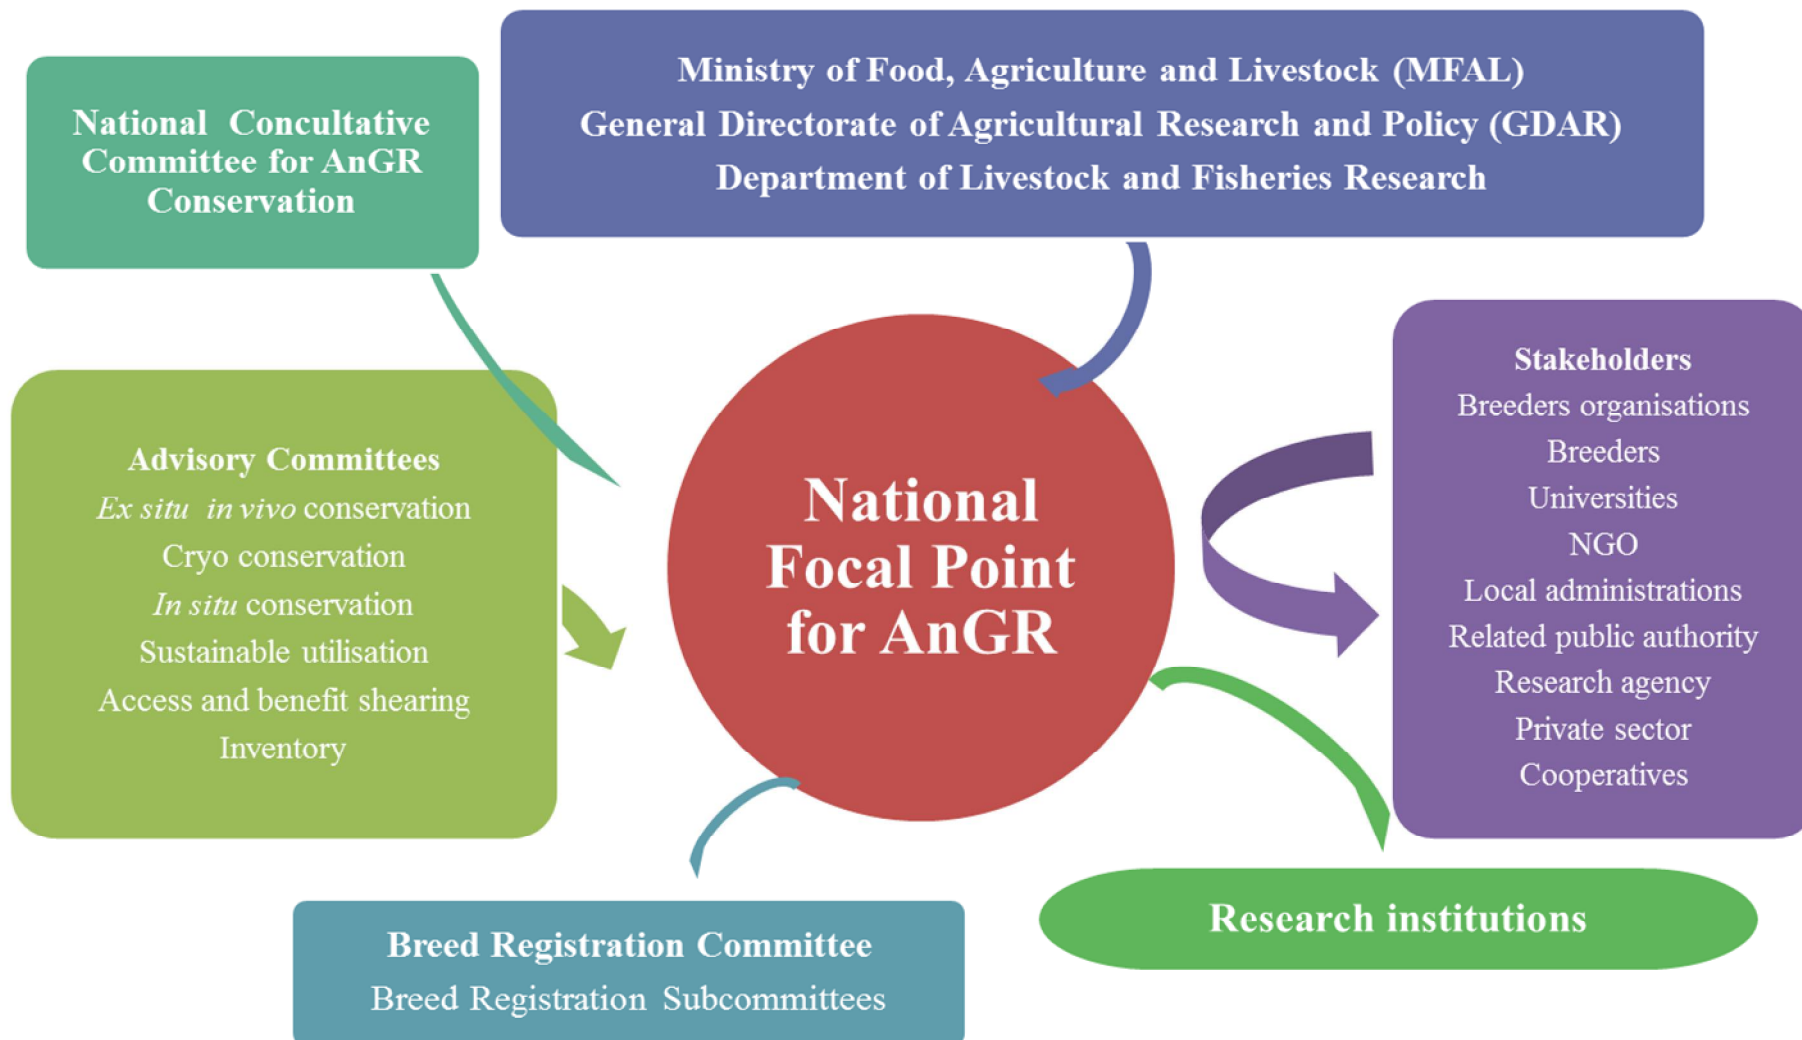 National Concultative
Committee for AnGR
Conservation
Ministry of Food, Agriculture and Livestock (MFAL)
General Directorate of Agricultural Research and Policy (GDAR)
Department of Livestock and Fisheries Research
Advisory Committees
Ex situ in vivo conservation
Cryo conservation
In situ conservation
Sustainable utilisation
Access and benefit shearing
Inventory
National
Focal Point
for AnGR
Stakeholders
Breeders organisations
Breeders
Universities
NGO
Local administrations
Related public authority
Research agency
Private sector
Cooperatives
Breed Registration Committee
Breed Registration Subcommittees
Research institutions